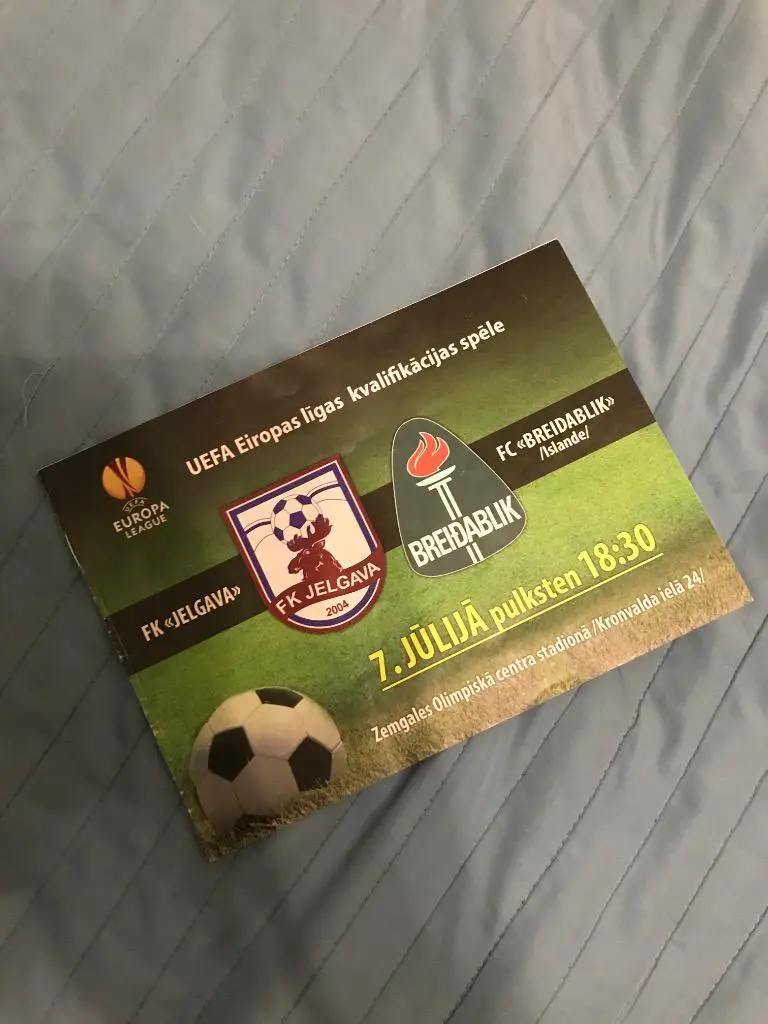 UEFA Eiropas līgas kvalifikācijas spēle
UEFA
EUROPA
LEAGUE
FC «BREIDABLIK»
/Islande/
BREIÐABLIK
FK «JELGAVA»
FK JELGAVA
2004
7. JŪLIJĀ pulksten 18:30
Zemgales Olimpiskā centra stadionā /Kronvalda ielā 24/